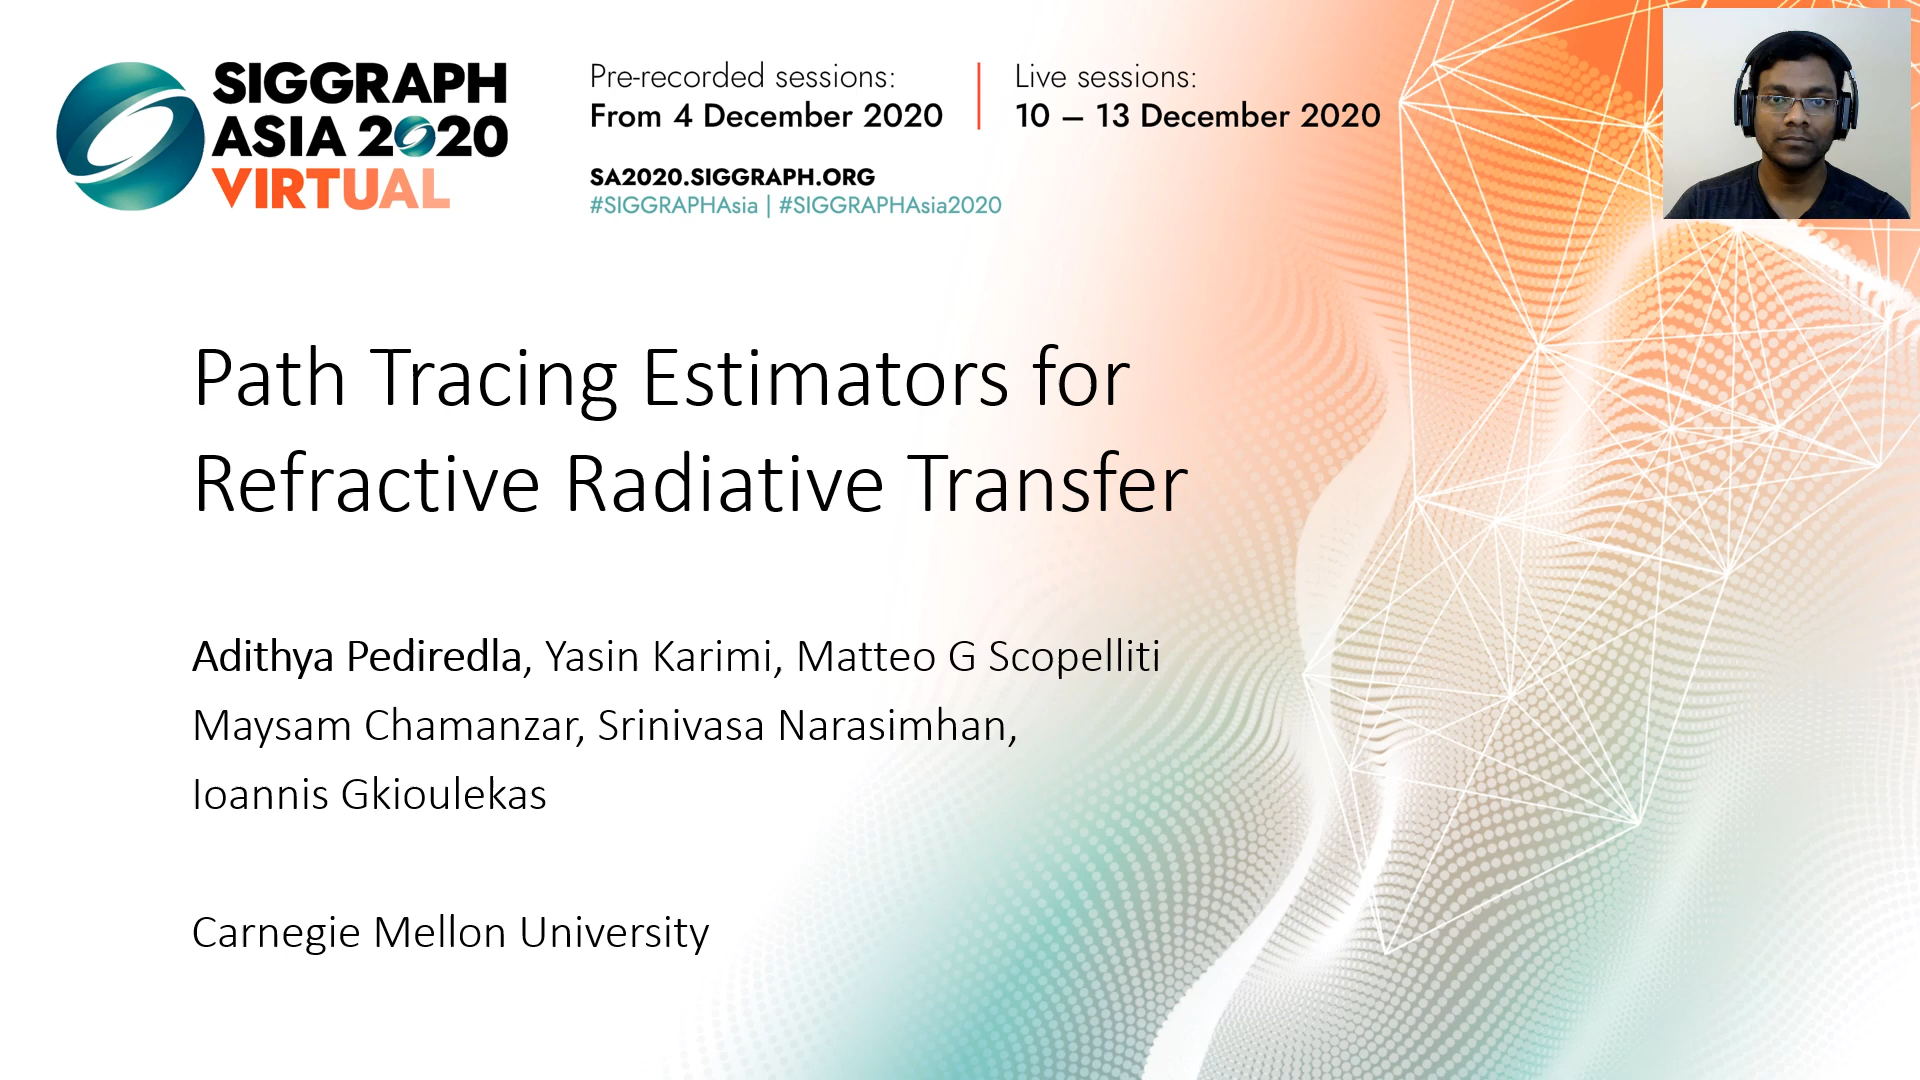 SIGGRAPH
ASIA 2020
VIRTUAL
Pre-recorded sessions:
From 4 December 2020
Live sessions:
10 – 13 December 2020
SA2020.SIGGRAPH.ORG
#SIGGRAPHAsia | #SIGGRAPHAsia2020
Path Tracing Estimators for
Refractive Radiative Transfer
Adithya Pediredla, Yasin Karimi, Matteo G Scopelliti
Maysam Chamanzar, Srinivasa Narasimhan,
Ioannis Gkioulekas
Carnegie Mellon University